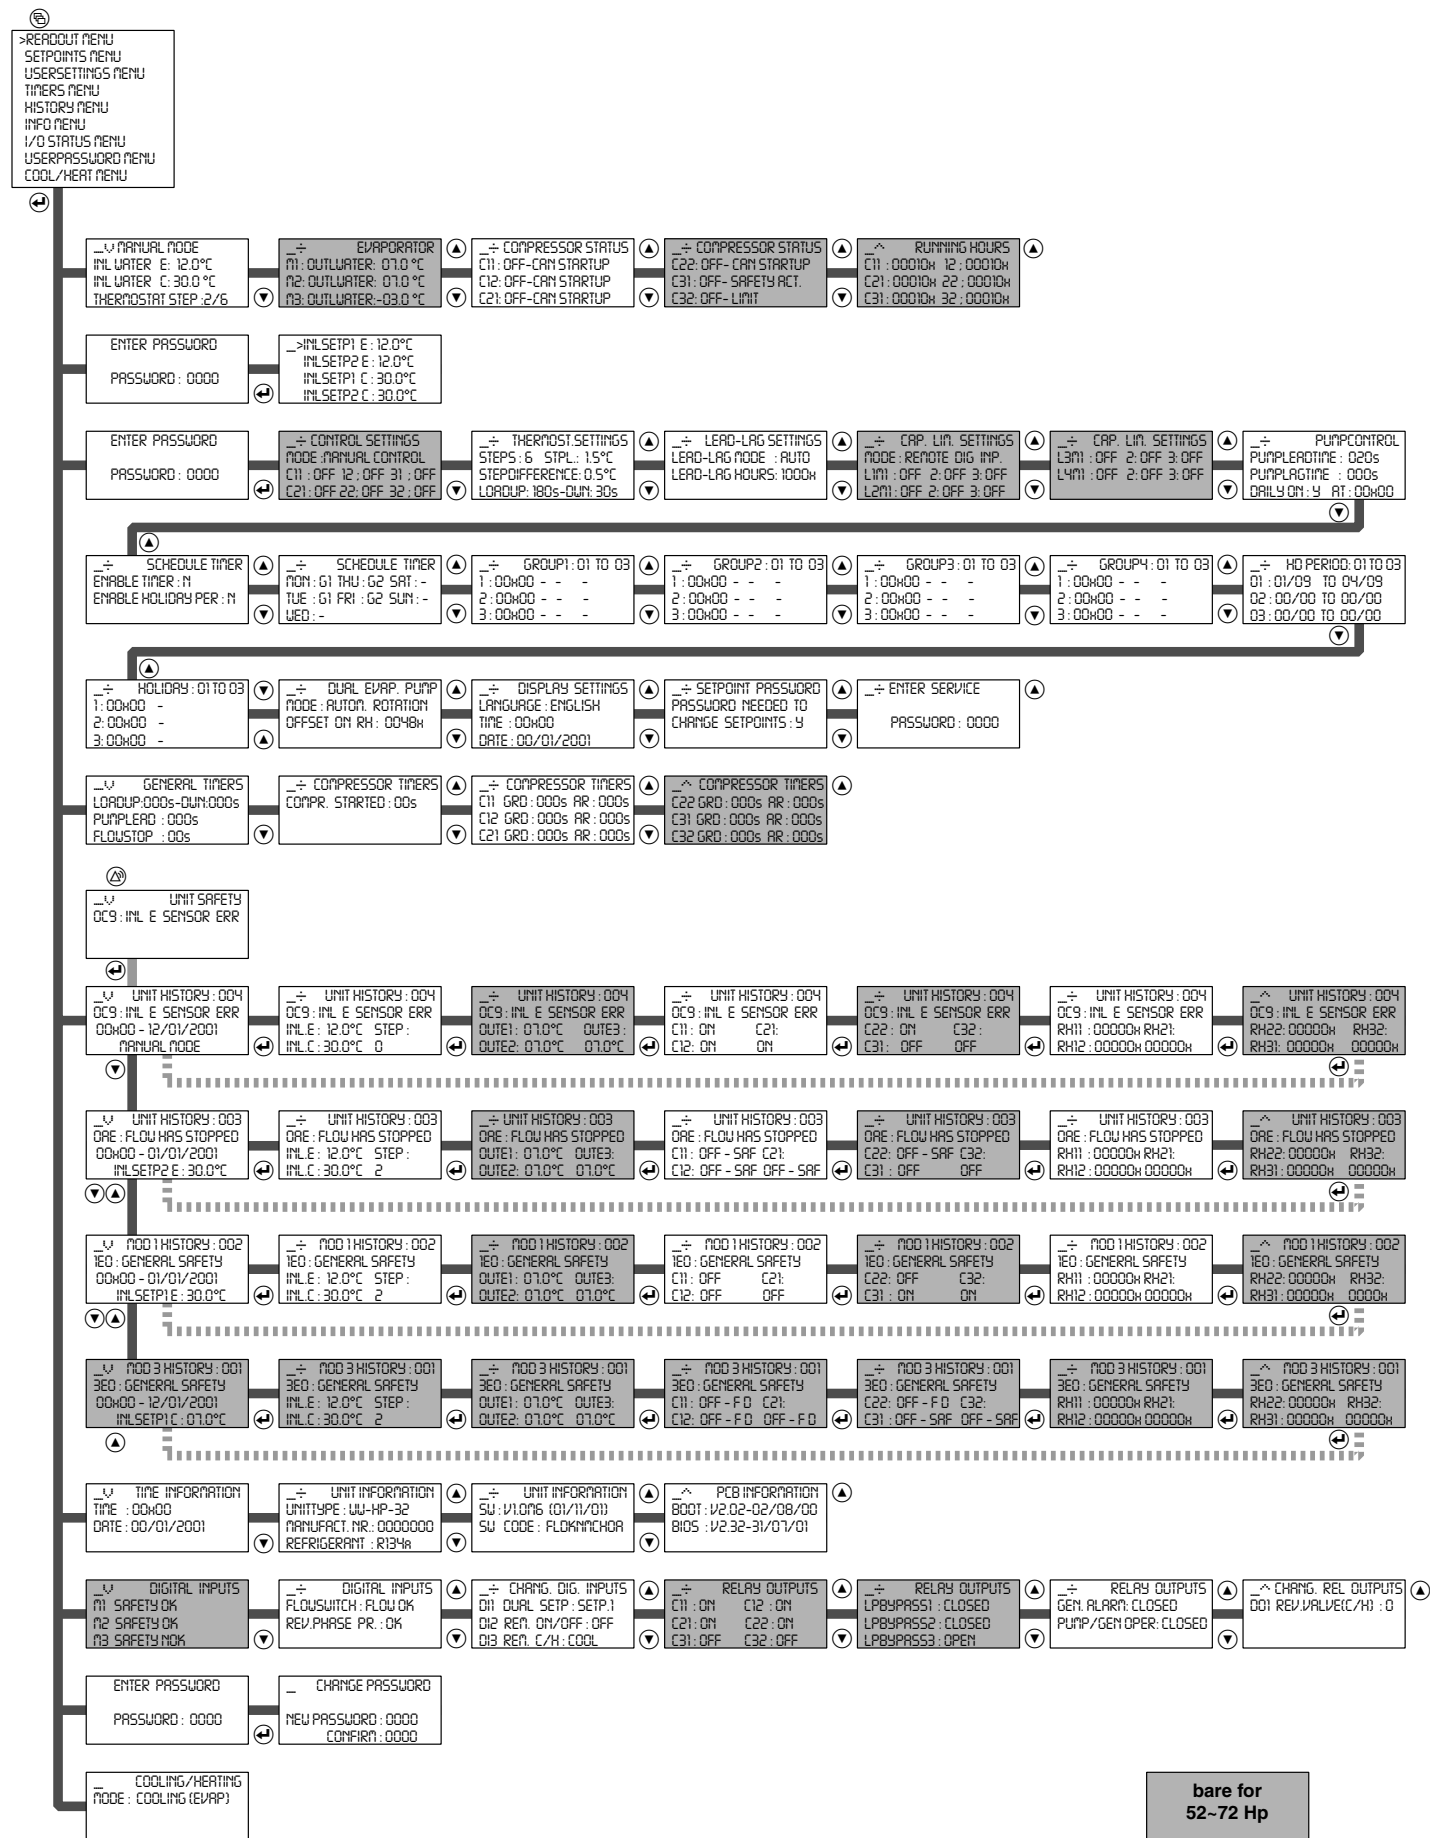 >READOUT MENU
SETPOINTS MENU
USERSETTINGS MENU
TIMERS MENU
HISTORY MENU
INFO MENU
I/O STATUS MENU
USERPASSWORD MENU
COOL/HEAT MENU
_v MANUAL MODE
INL WATER E: 12.0°C
INL WATER C: 30.0 °C
THERMOSTAT STEP :2/6
_÷ EVAPORATOR
M1: OUTLWATER: 07.0 °C
M2: OUTLWATER: 07.0 °C
M3: OUTLWATER:-03.0 °C
_÷ COMPRESSOR STATUS
C11: OFF-CAN STARTUP
C12: OFF-CAN STARTUP
C21: OFF-CAN STARTUP
_÷ COMPRESSOR STATUS
C22: OFF- CAN STARTUP
C31: OFF- SAFETY ACT.
C32: OFF- LIMIT
_^ RUNNING HOURS
C11 : 00010h 12 : 00010h
C21 : 00010h 22 : 00010h
C31 : 00010h 32 : 00010h
ENTER PASSWORD
PASSWORD : 0000
_>INLSETP1 E : 12.0°C
INLSETP2 E : 12.0°C
INLSETP1 C : 30.0°C
INLSETP2 C : 30.0°C
ENTER PASSWORD
PASSWORD : 0000
_÷ CONTROL SETTINGS
MODE :MANUAL CONTROL
C11 : OFF 12 : OFF 31 : OFF
C21 : OFF 22: OFF 32 : OFF
_÷ THERMOST.SETTINGS
STEPS : 6 STPL.: 1.5°C
STEPDIFFERENCE: 0.5°C
LOADUP: 180s-DWN: 30s
_÷ LEAD-LAG SETTINGS
LEAD-LAG MODE : AUTO
LEAD-LAG HOURS: 1000h
_÷ CAP. LIM. SETTINGS
MODE : REMOTE DIG INP.
L1M1 : OFF 2: OFF 3: OFF
L2M1 : OFF 2: OFF 3: OFF
_÷ CAP. LIM. SETTINGS
L3M1 : OFF 2: OFF 3: OFF
L4M1 : OFF 2: OFF 3: OFF
_÷ PUMPCONTROL
PUMPLEADTIME : 020s
PUMPLAGTIME : 000s
DAILY ON : Y AT : 00h00
_÷ SCHEDULE TIMER
ENABLE TIMER : N
ENABLE HOLIDAY PER : N
_÷ SCHEDULE TIMER
MON : G1 THU : G2 SAT : -
TUE : G1 FRI : G2 SUN : -
WED : -
_÷ GROUP1 : 01 TO 03
1 : 00h00 - - -
2 : 00h00 - - -
3 : 00h00 - - -
_÷ GROUP2 : 01 TO 03
1 : 00h00 - - -
2 : 00h00 - - -
3 : 00h00 - - -
_÷ GROUP3 : 01 TO 03
1 : 00h00 - - -
2 : 00h00 - - -
3 : 00h00 - - -
_÷ GROUP4 : 01 TO 03
1 : 00h00 - - -
2 : 00h00 - - -
3 : 00h00 - - -
_÷ HD PERIOD: 01 TO 03
01 : 01/09 TO 04/09
02 : 00/00 TO 00/00
03 : 00/00 TO 00/00
_÷ HOLIDAY : 01 TO 03
1: 00h00 -
2: 00h00 -
3: 00h00 -
_÷ DUAL EVAP. PUMP
MODE : AUTOM. ROTATION
OFFSET ON RH : 0048h
_÷ DISPLAY SETTINGS
LANGUAGE : ENGLISH
TIME : 00h00
DATE : 00/01/2001
_÷ SETPOINT PASSWORD
PASSWORD NEEDED TO
CHANGE SETPOINTS : Y
_÷ ENTER SERVICE
PASSWORD : 0000
_v GENERAL TIMERS
LOADUP:000s-DWN:000s
PUMPLEAD : 000s
FLOWSTOP : 00s
_÷ COMPRESSOR TIMERS
COMPR. STARTED : 00s
_÷ COMPRESSOR TIMERS
C11 GRD : 000s AR : 000s
C12 GRD : 000s AR : 000s
C21 GRD : 000s AR : 000s
_^ COMPRESSOR TIMERS
C22 GRD : 000s AR : 000s
C31 GRD : 000s AR : 000s
C32 GRD : 000s AR : 000s
_v UNIT SAFETY
0C9 : INL E SENSOR ERR
_v UNIT HISTORY : 004
0C9 : INL E SENSOR ERR
00h00 - 12/01/2001
MANUAL MODE
_÷ UNIT HISTORY : 004
0C9 : INL E SENSOR ERR
INL.E : 12.0°C STEP :
INL.C : 30.0°C 0
_÷ UNIT HISTORY : 004
0C9 : INL E SENSOR ERR
OUTE1 : 07.0°C OUTE3 :
OUTE2: 07.0°C 07.0°C
_÷ UNIT HISTORY : 004
0C9 : INL E SENSOR ERR
C11 : ON C21:
C12: ON ON
_÷ UNIT HISTORY : 004
0C9 : INL E SENSOR ERR
C22 : ON C32 :
C31: OFF OFF
_÷ UNIT HISTORY : 004
0C9 : INL E SENSOR ERR
RH11 : 00000h RH21:
RH12 : 00000h 00000h
_^ UNIT HISTORY : 004
0C9 : INL E SENSOR ERR
RH22: 00000h RH32:
RH31: 00000h 00000h
_v UNIT HISTORY : 003
0AE : FLOW HAS STOPPED
00h00 - 01/01/2001
INLSETP2 E : 30.0°C
_÷ UNIT HISTORY : 003
0AE : FLOW HAS STOPPED
INL.E : 12.0°C STEP :
INL.C : 30.0°C 2
_÷ UNIT HISTORY : 003
0AE : FLOW HAS STOPPED
OUTE1 : 07.0°C OUTE3:
OUTE2: 07.0°C 07.0°C
_÷ UNIT HISTORY : 003
0AE : FLOW HAS STOPPED
C11 : OFF - SAF C21:
C12: OFF - SAF OFF - SAF
_÷ UNIT HISTORY : 003
0AE : FLOW HAS STOPPED
C22: OFF - SAF C32:
C31 : OFF OFF
_÷ UNIT HISTORY : 003
0AE : FLOW HAS STOPPED
RH11 : 00000h RH21:
RH12 : 00000h 00000h
_^ UNIT HISTORY : 003
0AE : FLOW HAS STOPPED
RH22: 00000h RH32:
RH31 : 00000h 00000h
_v MOD 1 HISTORY : 002
1E0 : GENERAL SAFETY
00h00 - 01/01/2001
INLSETP1 E : 30.0°C
_÷ MOD 1 HISTORY : 002
1E0 : GENERAL SAFETY
INL.E : 12.0°C STEP :
INL.C : 30.0°C 2
_÷ MOD 1 HISTORY : 002
1E0 : GENERAL SAFETY
OUTE1 : 07.0°C OUTE3:
OUTE2: 07.0°C 07.0°C
_÷ MOD 1 HISTORY : 002
1E0 : GENERAL SAFETY
C11 : OFF C21:
C12: OFF OFF
_÷ MOD 1 HISTORY : 002
1E0 : GENERAL SAFETY
C22: OFF C32:
C31 : ON ON
_÷ MOD 1 HISTORY : 002
1E0 : GENERAL SAFETY
RH11 : 00000h RH21:
RH12 : 00000h 00000h
_^ MOD 1 HISTORY : 002
1E0 : GENERAL SAFETY
RH22: 00000h RH32:
RH31 : 00000h 0000h
_v MOD 3 HISTORY : 001
3E0 : GENERAL SAFETY
00h00 - 12/01/2001
INLSETP1 C : 07.0°C
_÷ MOD 3 HISTORY : 001
3E0 : GENERAL SAFETY
INL.E : 12.0°C STEP :
INL.C : 30.0°C 2
_÷ MOD 3 HISTORY : 001
3E0 : GENERAL SAFETY
OUTE1 : 07.0°C OUTE3:
OUTE2: 07.0°C 07.0°C
_÷ MOD 3 HISTORY : 001
3E0 : GENERAL SAFETY
C11 : OFF - F D C21:
C12: OFF - F D OFF - F D
_÷ MOD 3 HISTORY : 001
3E0 : GENERAL SAFETY
C22: OFF - F D C32:
C31 : OFF - SAF OFF - SAF
_÷ MOD 3 HISTORY : 001
3E0 : GENERAL SAFETY
RH11 : 00000h RH21:
RH12 : 00000h 00000h
_^ MOD 3 HISTORY : 001
3E0 : GENERAL SAFETY
RH22: 00000h RH32:
RH31 : 00000h 00000h
_v TIME INFORMATION
TIME : 00h00
DATE : 00/01/2001
_÷ UNIT INFORMATION
UNITTYPE : WW-HP-32
MANUFACT. NR.: 0000000
REFRIGERANT : R134a
_÷ UNIT INFORMATION
SW : V1.0M6 (01/11/01)
SW CODE : FLDKNMCH0A
_^ PCB INFORMATION
BOOT : V2.02-02/08/00
BIOS : V2.32-31/07/01
_v DIGITAL INPUTS
M1 SAFETY OK
M2 SAFETY OK
M3 SAFETY NOK
_÷ DIGITAL INPUTS
FLOWSWITCH : FLOW OK
REV.PHASE PR. : OK
_÷ CHANG. DIG. INPUTS
DI1 DUAL SETP : SETP.1
DI2 REM. ON/OFF : OFF
DI3 REM. C/H : COOL
_÷ RELAY OUTPUTS
C11 : ON C12 : ON
C21 : ON C22 : ON
C31 : OFF C32 : OFF
_÷ RELAY OUTPUTS
LPBYPASS1 : CLOSED
LPBYPASS2 : CLOSED
LPBYPASS3 : OPEN
_÷ RELAY OUTPUTS
GEN. ALARM: CLOSED
PUMP/GEN OPER: CLOSED
_^ CHANG. REL OUTPUTS
DO1 REV.VALVE(C/H) : 0
ENTER PASSWORD
PASSWORD : 0000
_ CHANGE PASSWORD
NEW PASSWORD : 0000
CONFIRM : 0000
_ COOLING/HEATING
MODE : COOLING (EVAP)
bare for
52~72 Hp